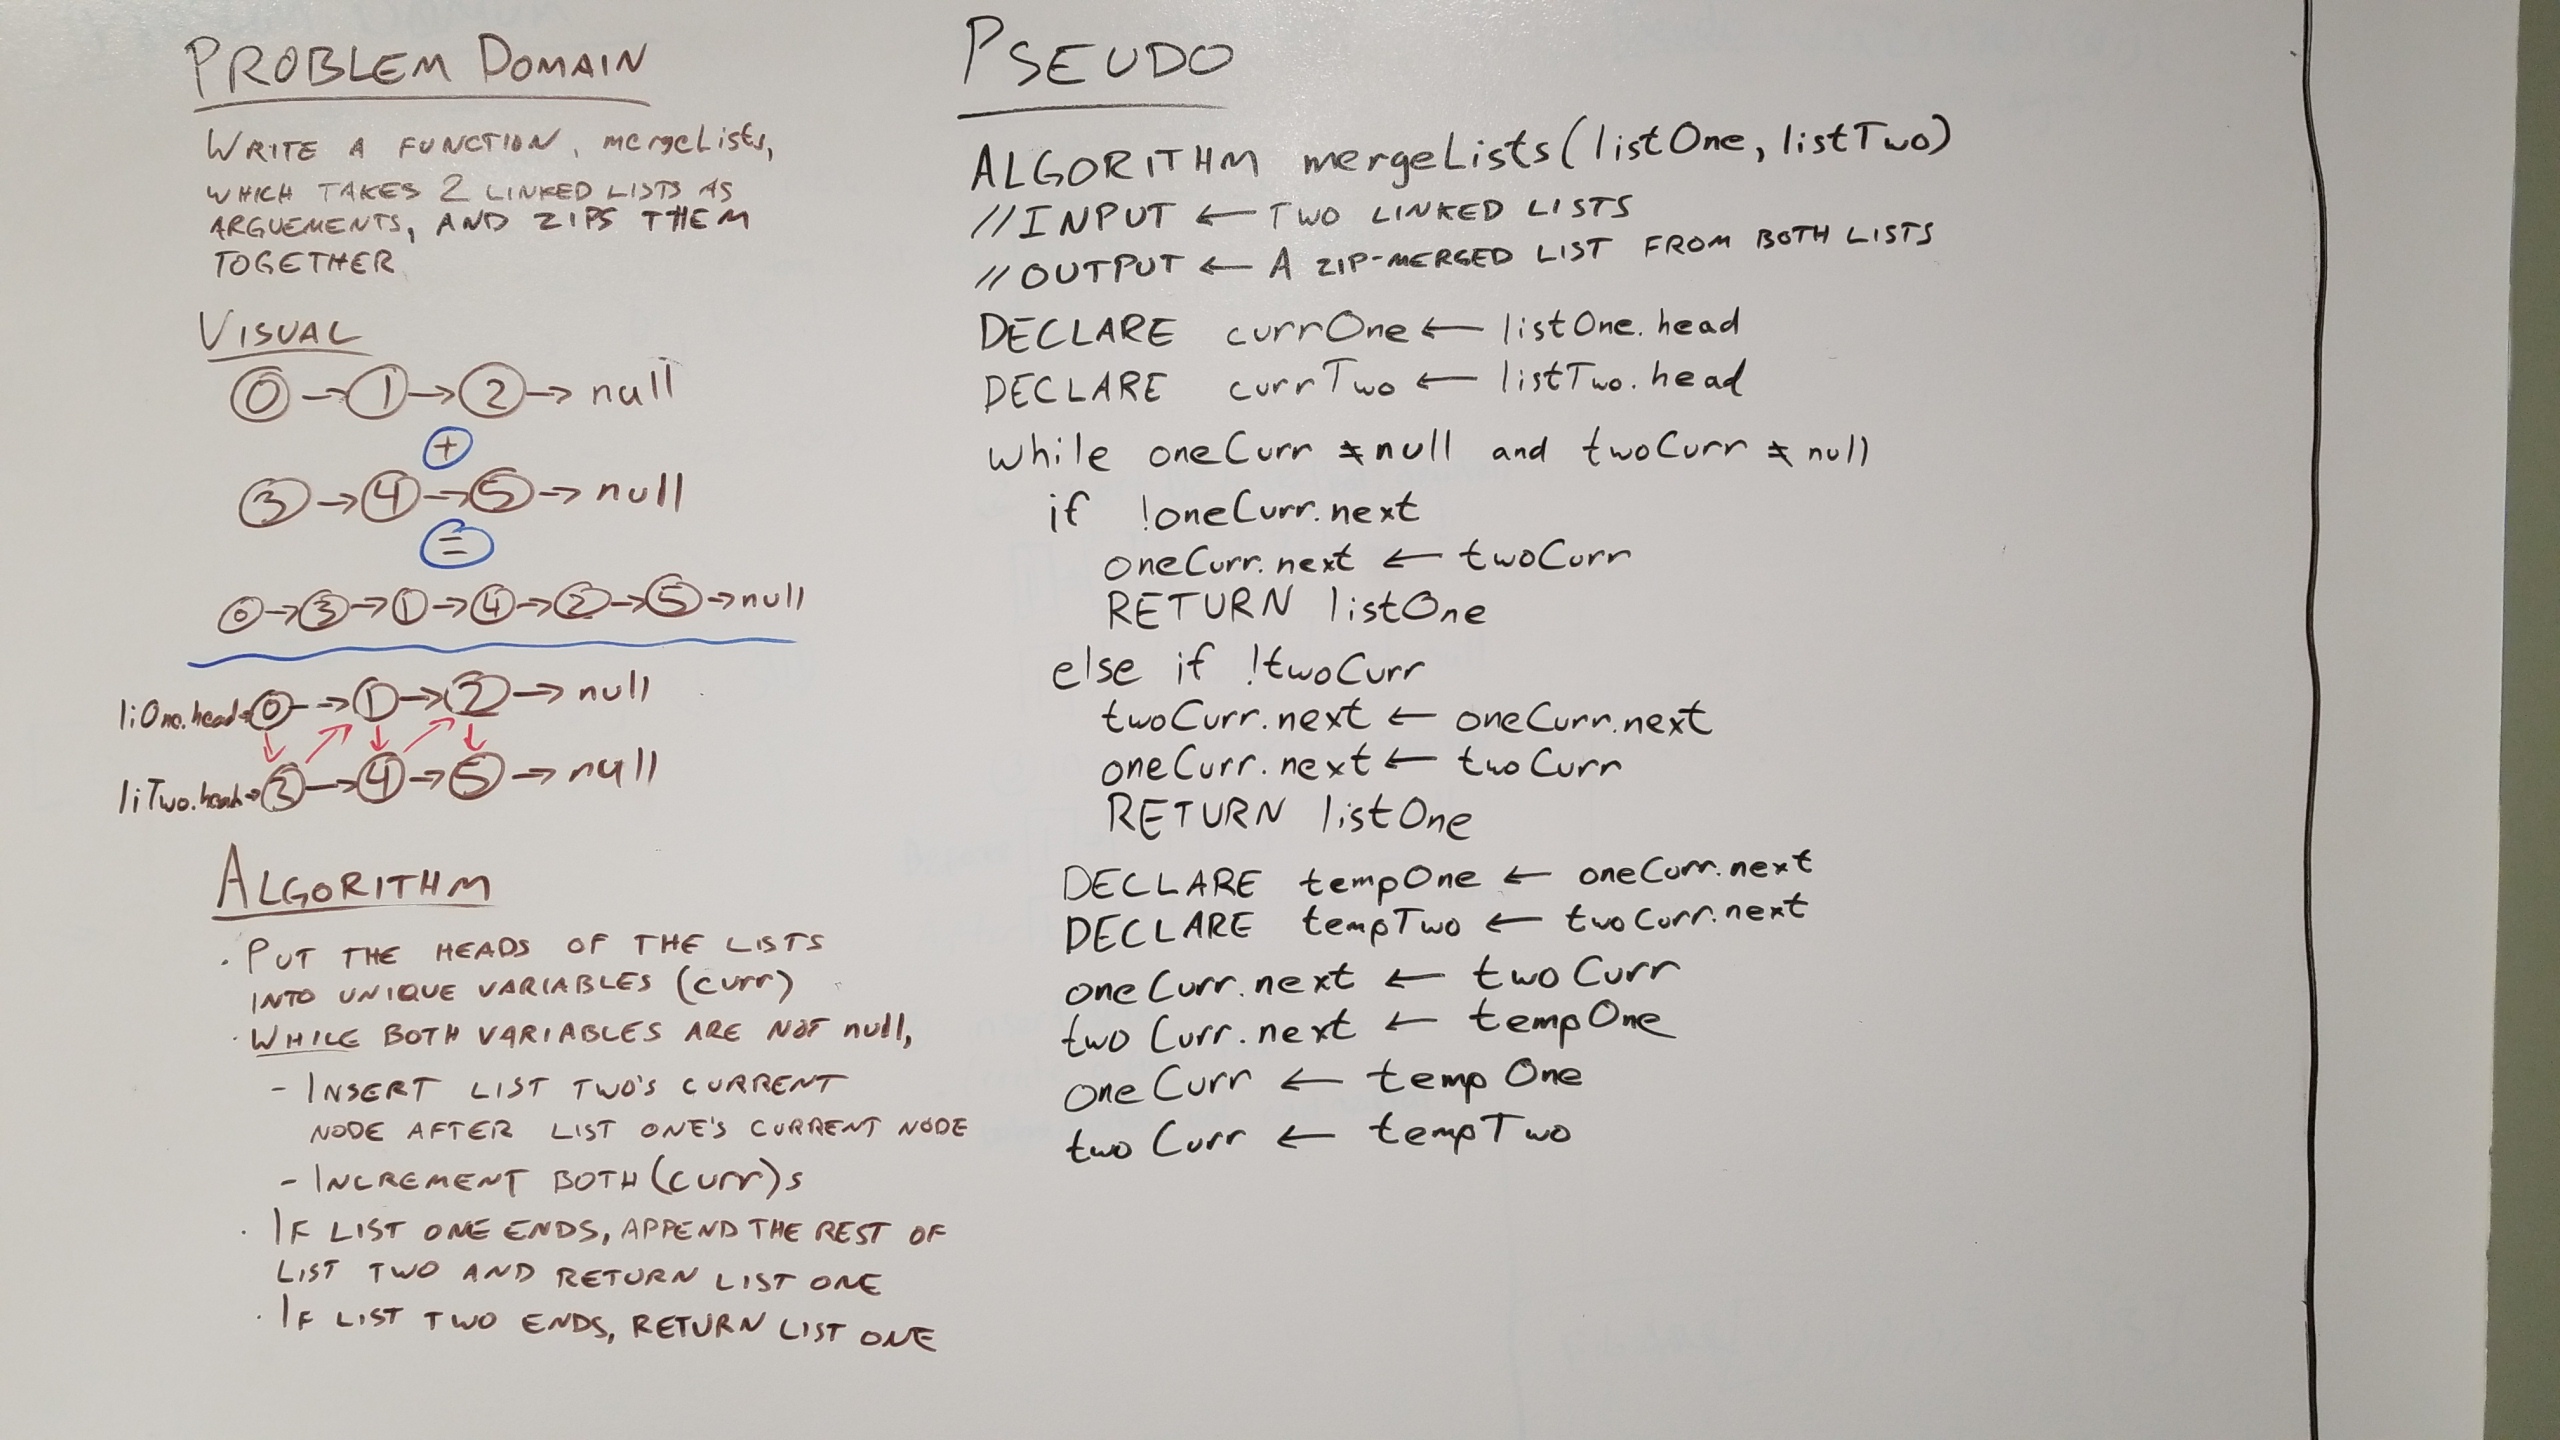 PROBLEM DOMAIN
WRITE A FUNCTION, mergeLists,
WHICH TAKES 2 LINKED LISTS AS
ARGUEMENTS, AND ZIPS THEM
TOGETHER
VISUAL
0 → 1 → 2 → null
+
3 → 4 → 5 → null
=
0 → 3 → 1 → 4 → 2 → 5 → null
liOne.head → 0 → 1 → 2 → null
liTwo.head → 3 → 4 → 5 → null
ALGORITHM
· PUT THE HEADS OF THE LISTS
INTO UNIQUE VARIABLES (curr)
· WHILE BOTH VARIABLES ARE NOT null,
- INSERT LIST TWO'S CURRENT
NODE AFTER LIST ONE'S CURRENT NODE
- INCREMENT BOTH (curr)s
· IF LIST ONE ENDS, APPEND THE REST OF
LIST TWO AND RETURN LIST ONE
· IF LIST TWO ENDS, RETURN LIST ONE
PSEUDO
ALGORITHM mergeLists(listOne, listTwo)
//INPUT ← TWO LINKED LISTS
//OUTPUT ← A ZIP-MERGED LIST FROM BOTH LISTS
DECLARE currOne ← listOne.head
DECLARE currTwo ← listTwo.head
while oneCurr ≠ null and twoCurr ≠ null
if !oneCurr.next
oneCurr.next ← twoCurr
RETURN listOne
else if !twoCurr
twoCurr.next ← oneCurr.next
oneCurr.next ← twoCurr
RETURN listOne
DECLARE tempOne ← oneCurr.next
DECLARE tempTwo ← twoCurr.next
oneCurr.next ← twoCurr
twoCurr.next ← tempOne
oneCurr ← tempOne
twoCurr ← tempTwo